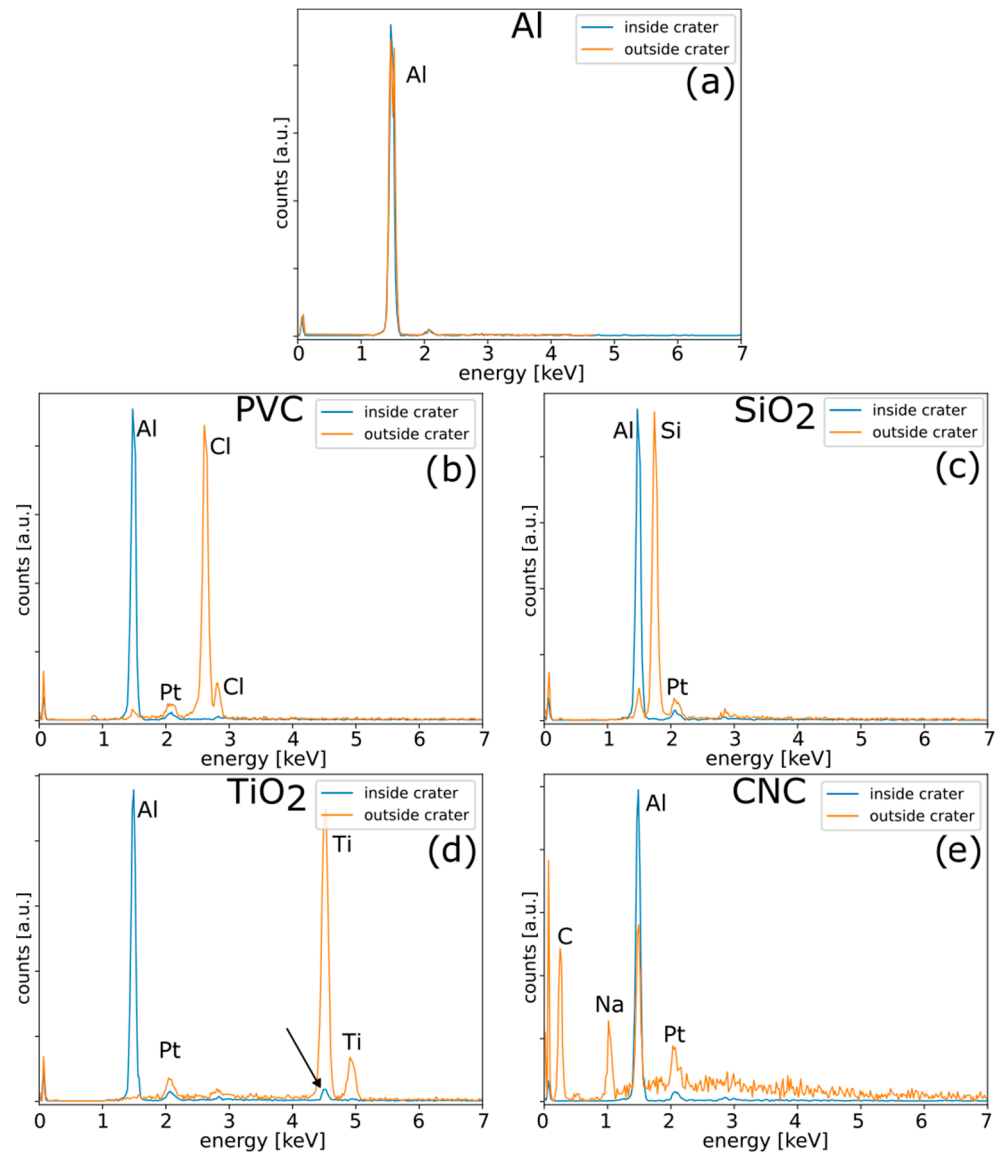 Al
inside crater
outside crater
Al
(a)
counts [a.u.]
0 1 2 3 4 5 6 7
energy [keV]
PVC
inside crater
outside crater
Al
Cl
(b)
Pt
Cl
counts [a.u.]
0 1 2 3 4 5 6 7
energy [keV]
SiO2
inside crater
outside crater
Al
Si
(c)
Pt
counts [a.u.]
0 1 2 3 4 5 6 7
energy [keV]
TiO2
inside crater
outside crater
Al
Ti
(d)
Pt
Ti
counts [a.u.]
0 1 2 3 4 5 6 7
energy [keV]
CNC
inside crater
outside crater
Al
(e)
C
Na
Pt
counts [a.u.]
0 1 2 3 4 5 6 7
energy [keV]